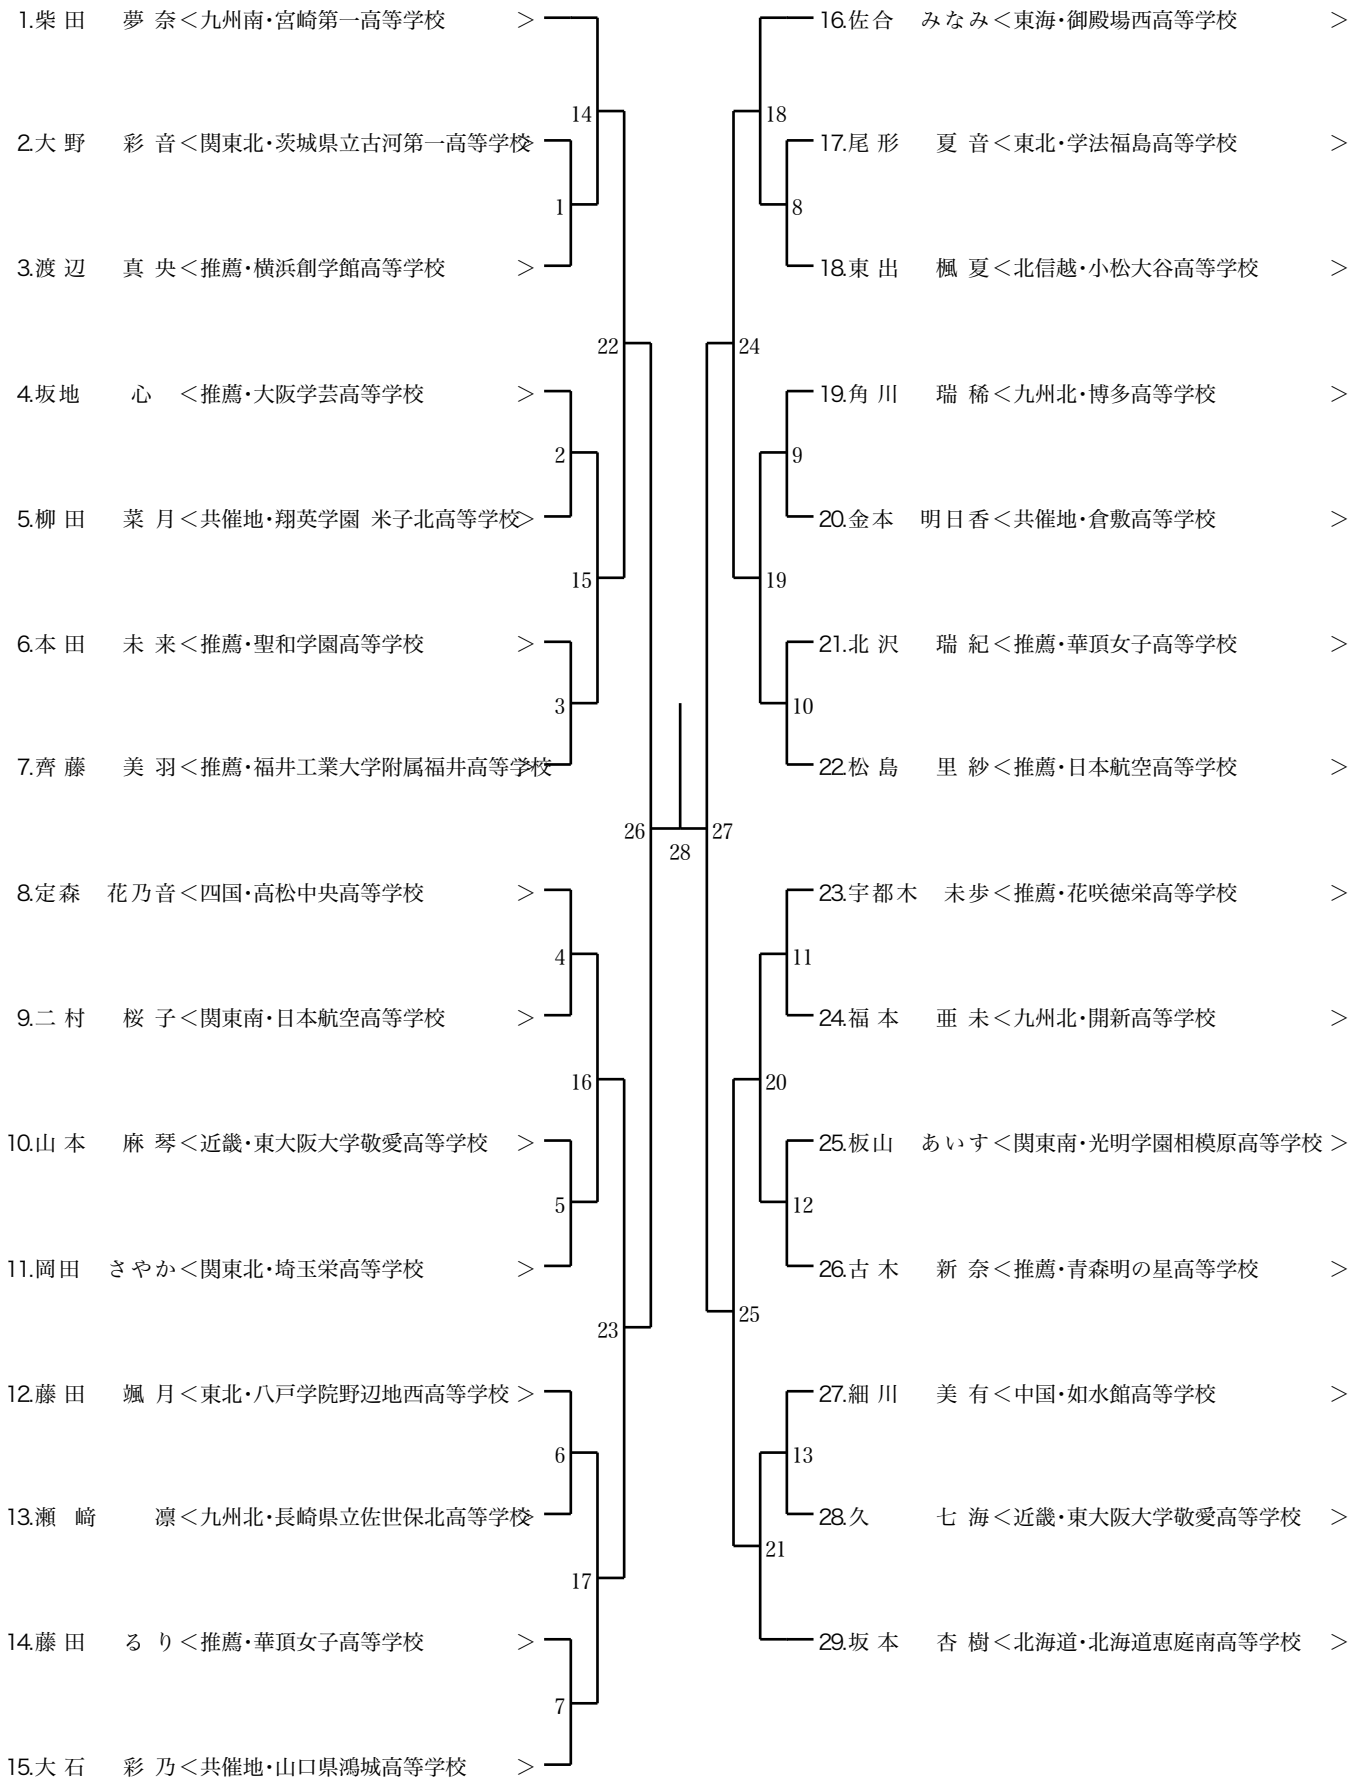 1.柴田 夢奈<九州南・宮崎第一高等学校 >
14
2.大野 彩音<関東北・茨城県立古河第一高等学校>
1
3.渡辺 真央<推薦・横浜創学館高等学校 >
22
4.坂地 心 <推薦・大阪学芸高等学校 >
2
5.柳田 菜月<共催地・翔英学園 米子北高等学校>
15
6.本田 未来<推薦・聖和学園高等学校 >
3
7.齊藤 美羽<推薦・福井工業大学附属福井高等学校>
26
28
8.定森 花乃音<四国・高松中央高等学校 >
4
9.二村 桜子<関東南・日本航空高等学校 >
16
10.山本 麻琴<近畿・東大阪大学敬愛高等学校 >
5
11.岡田 さやか<関東北・埼玉栄高等学校 >
23
12.藤田 颯月<東北・八戸学院野辺地西高等学校 >
6
13.瀬﨑 凛<九州北・長崎県立佐世保北高等学校>
17
14.藤田 るり<推薦・華頂女子高等学校 >
7
15.大石 彩乃<共催地・山口県鴻城高等学校 >
16.佐合 みなみ<東海・御殿場西高等学校 >
18
17.尾形 夏音<東北・学法福島高等学校 >
8
18.東出 楓夏<北信越・小松大谷高等学校 >
24
19.角川 瑞稀<九州北・博多高等学校 >
9
20.金本 明日香<共催地・倉敷高等学校 >
19
21.北沢 瑞紀<推薦・華頂女子高等学校 >
10
22.松島 里紗<推薦・日本航空高等学校 >
27
23.宇都木 未歩<推薦・花咲徳栄高等学校 >
11
24.福本 亜未<九州北・開新高等学校 >
20
25.板山 あいす<関東南・光明学園相模原高等学校 >
12
26.古木 新奈<推薦・青森明の星高等学校 >
25
27.細川 美有<中国・如水館高等学校 >
13
28.久 七海<近畿・東大阪大学敬愛高等学校 >
21
29.坂本 杏樹<北海道・北海道恵庭南高等学校 >